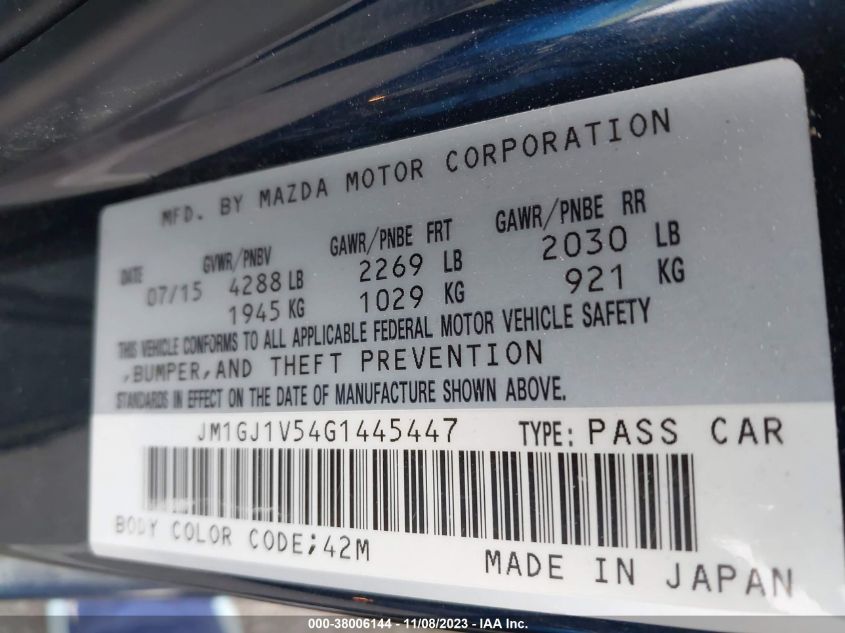 MFD. BY MAZDA MOTOR CORPORATION
DATE GVWR/PNBV GAWR/PNBE FRT GAWR/PNBE RR
07/15 4288 LB 2269 LB 2030 LB
1945 KG 1029 KG 921 KG
THIS VEHICLE CONFORMS TO ALL APPLICABLE FEDERAL MOTOR VEHICLE SAFETY
,BUMPER,AND THEFT PREVENTION
STANDARDS IN EFFECT ON THE DATE OF MANUFACTURE SHOWN ABOVE.
JM1GJ1V54G1445447 TYPE: PASS CAR
BODY COLOR CODE;42M
MADE IN JAPAN
000-38006144 - 11/08/2023 - IAA Inc.